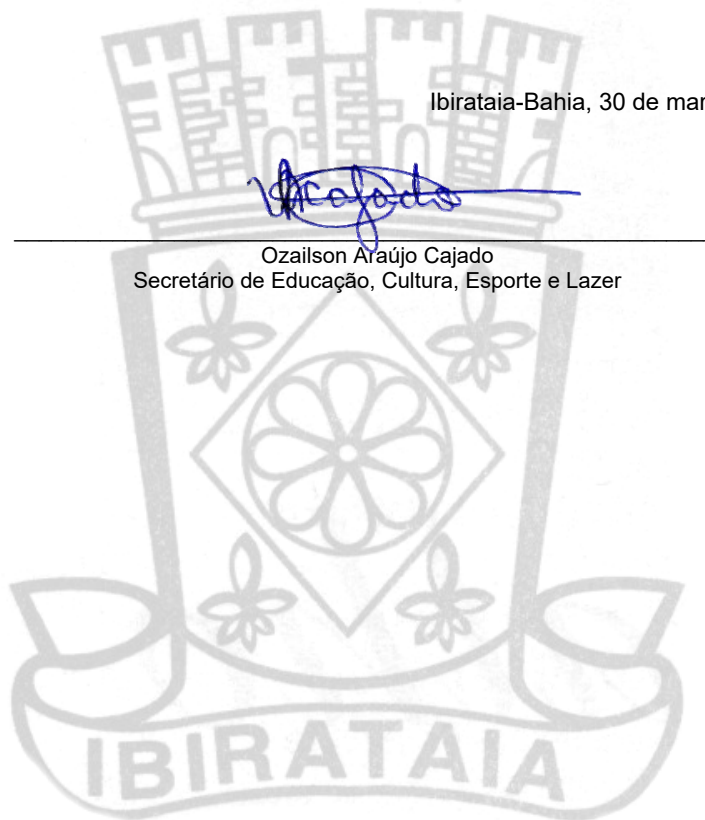 Ibirataia-Bahia, 30 de mar
Ozailson Araújo Cajado
Secretário de Educação, Cultura, Esporte e Lazer
IBIRATAIA